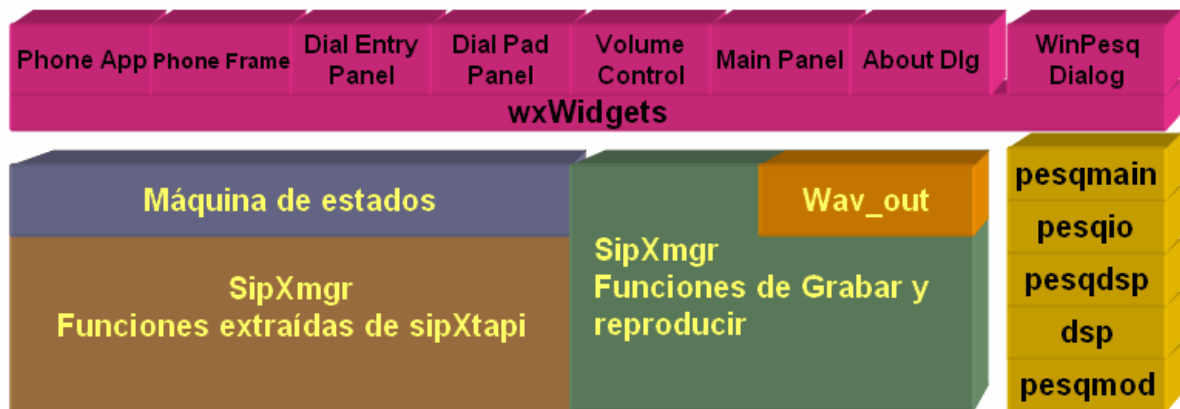 Phone App
Phone Frame
Dial Entry
Panel
Dial Pad
Panel
Volume
Control
Main Panel
About Dlg
WinPesq
Dialog
wxWidgets
Máquina de estados
SipXmgr
Funciones extraídas de sipXtapi
Wav_out
SipXmgr
Funciones de Grabar y
reproducir
pesqmain
pesqio
pesqdsp
dsp
pesqmod